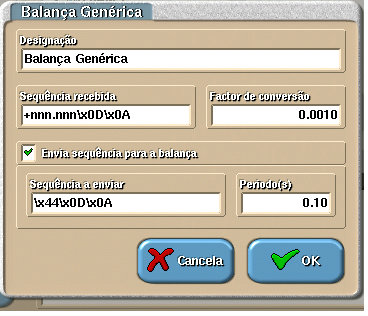 Balança Genérica
Designação
Balança Genérica
Sequência recebida Factor de conversão
+nnn.nnn\x0D\x0A 0.0010
Envia sequência para a balança
Sequência a enviar Periodo(s)
\x44\x0D\x0A 0.10
Cancela OK